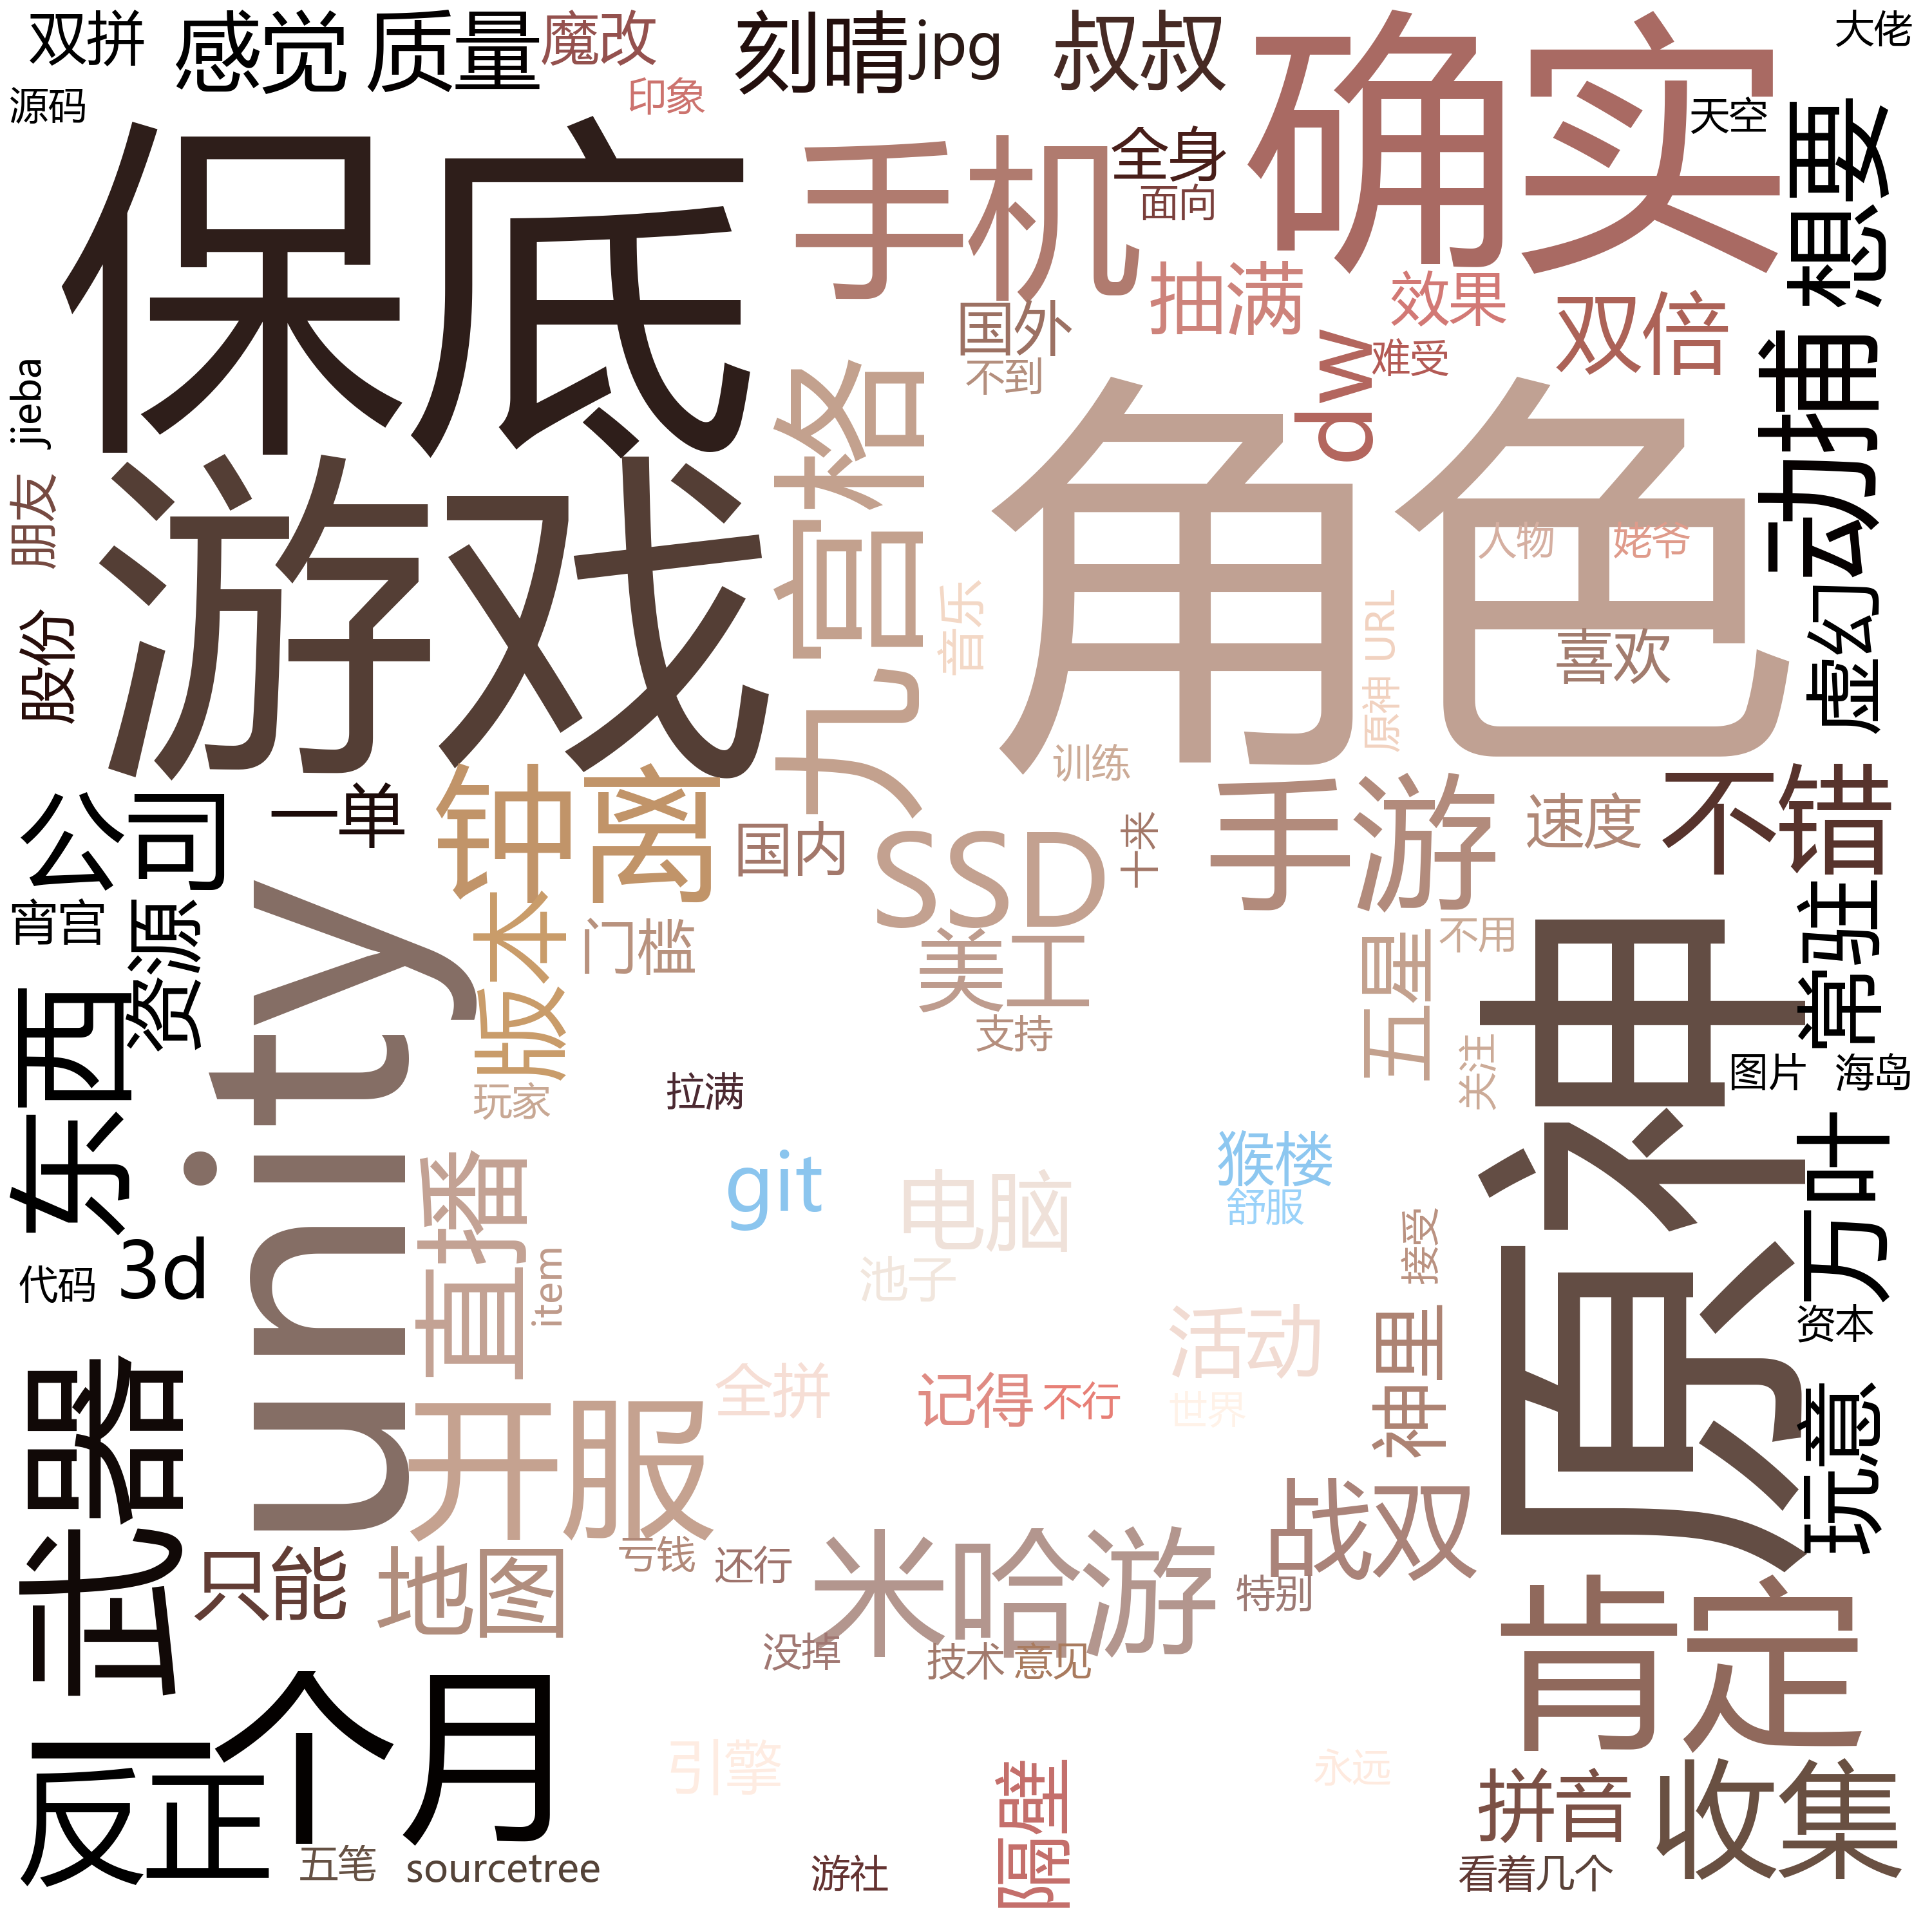 双拼
感觉
质量
魔改
刻晴
jpg
叔叔
确实
大佬
源码
印象
天空
想要
保底
手机
全身
面向
抽满
效果
双倍
国外
不到
dw
难受
动捕
jieba
九宫格
角色
朋友
游戏
人物
姥爷
音乐
原神
URL
喜欢
虚幻
股份
训练
公司
一单
钟离
国内
SSD
十来
手游
速度
不错
宵宫
资源
版本
门槛
美工
五星
不用
常驻
支持
关注
原神
东西
unity
玩家
拉满
图片
海岛
直播
git
电脑
猴楼
舒服
万叶
代码
3d
item
池子
接受
活动
神里
资本
武器
全拼
记得
不行
世界
玩意
开服
只能
地图
亏钱
还行
米哈游
战双
特别
肯定
没掉
技术
意见
反正
个月
引擎
隔壁
永远
拼音
收集
五笔
sourcetree
游社
看着
几个